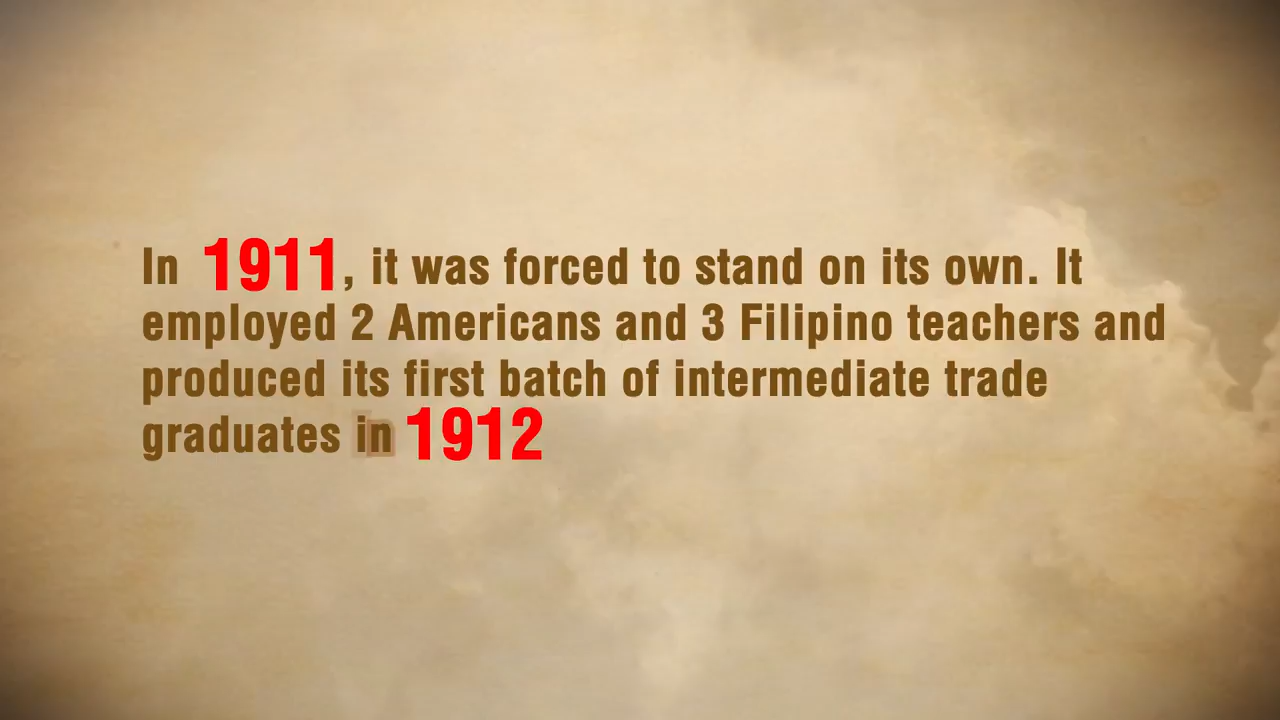 In 1911, it was forced to stand on its own. It
employed 2 Americans and 3 Filipino teachers and
produced its first batch of intermediate trade
graduates in 1912